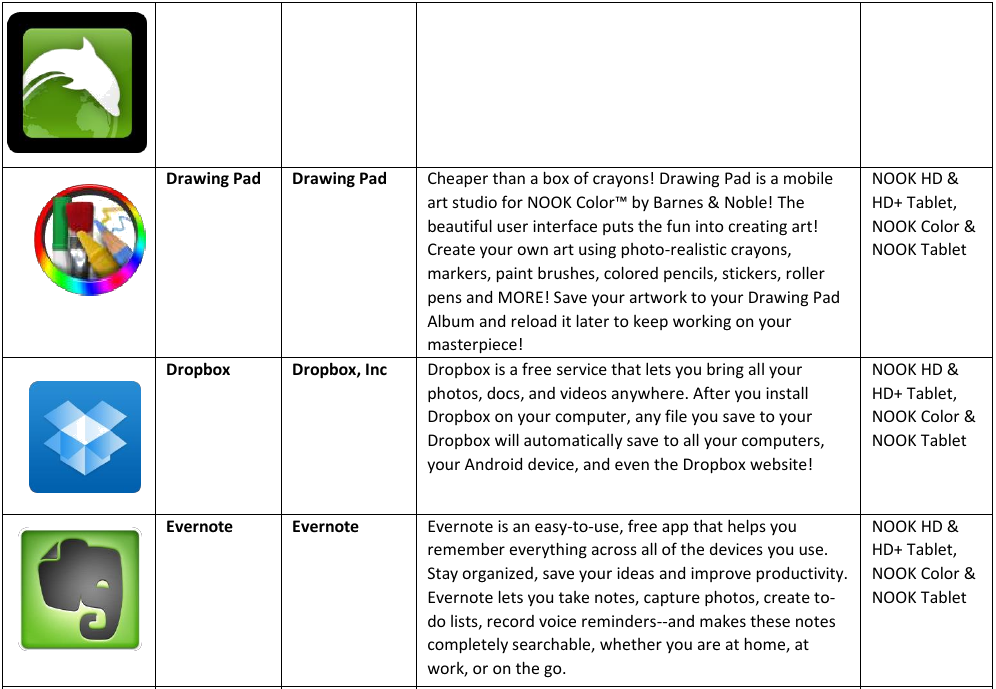 Drawing Pad
Drawing Pad
Cheaper than a box of crayons! Drawing Pad is a mobile
art studio for NOOK Color™ by Barnes & Noble! The
beautiful user interface puts the fun into creating art!
Create your own art using photo-realistic crayons,
markers, paint brushes, colored pencils, stickers, roller
pens and MORE! Save your artwork to your Drawing Pad
Album and reload it later to keep working on your
masterpiece!
NOOK HD &
HD+ Tablet,
NOOK Color &
NOOK Tablet
Dropbox
Dropbox, Inc
Dropbox is a free service that lets you bring all your
photos, docs, and videos anywhere. After you install
Dropbox on your computer, any file you save to your
Dropbox will automatically save to all your computers,
your Android device, and even the Dropbox website!
NOOK HD &
HD+ Tablet,
NOOK Color &
NOOK Tablet
Evernote
Evernote
Evernote is an easy-to-use, free app that helps you
remember everything across all of the devices you use.
Stay organized, save your ideas and improve productivity.
Evernote lets you take notes, capture photos, create to-
do lists, record voice reminders--and makes these notes
completely searchable, whether you are at home, at
work, or on the go.
NOOK HD &
HD+ Tablet,
NOOK Color &
NOOK Tablet